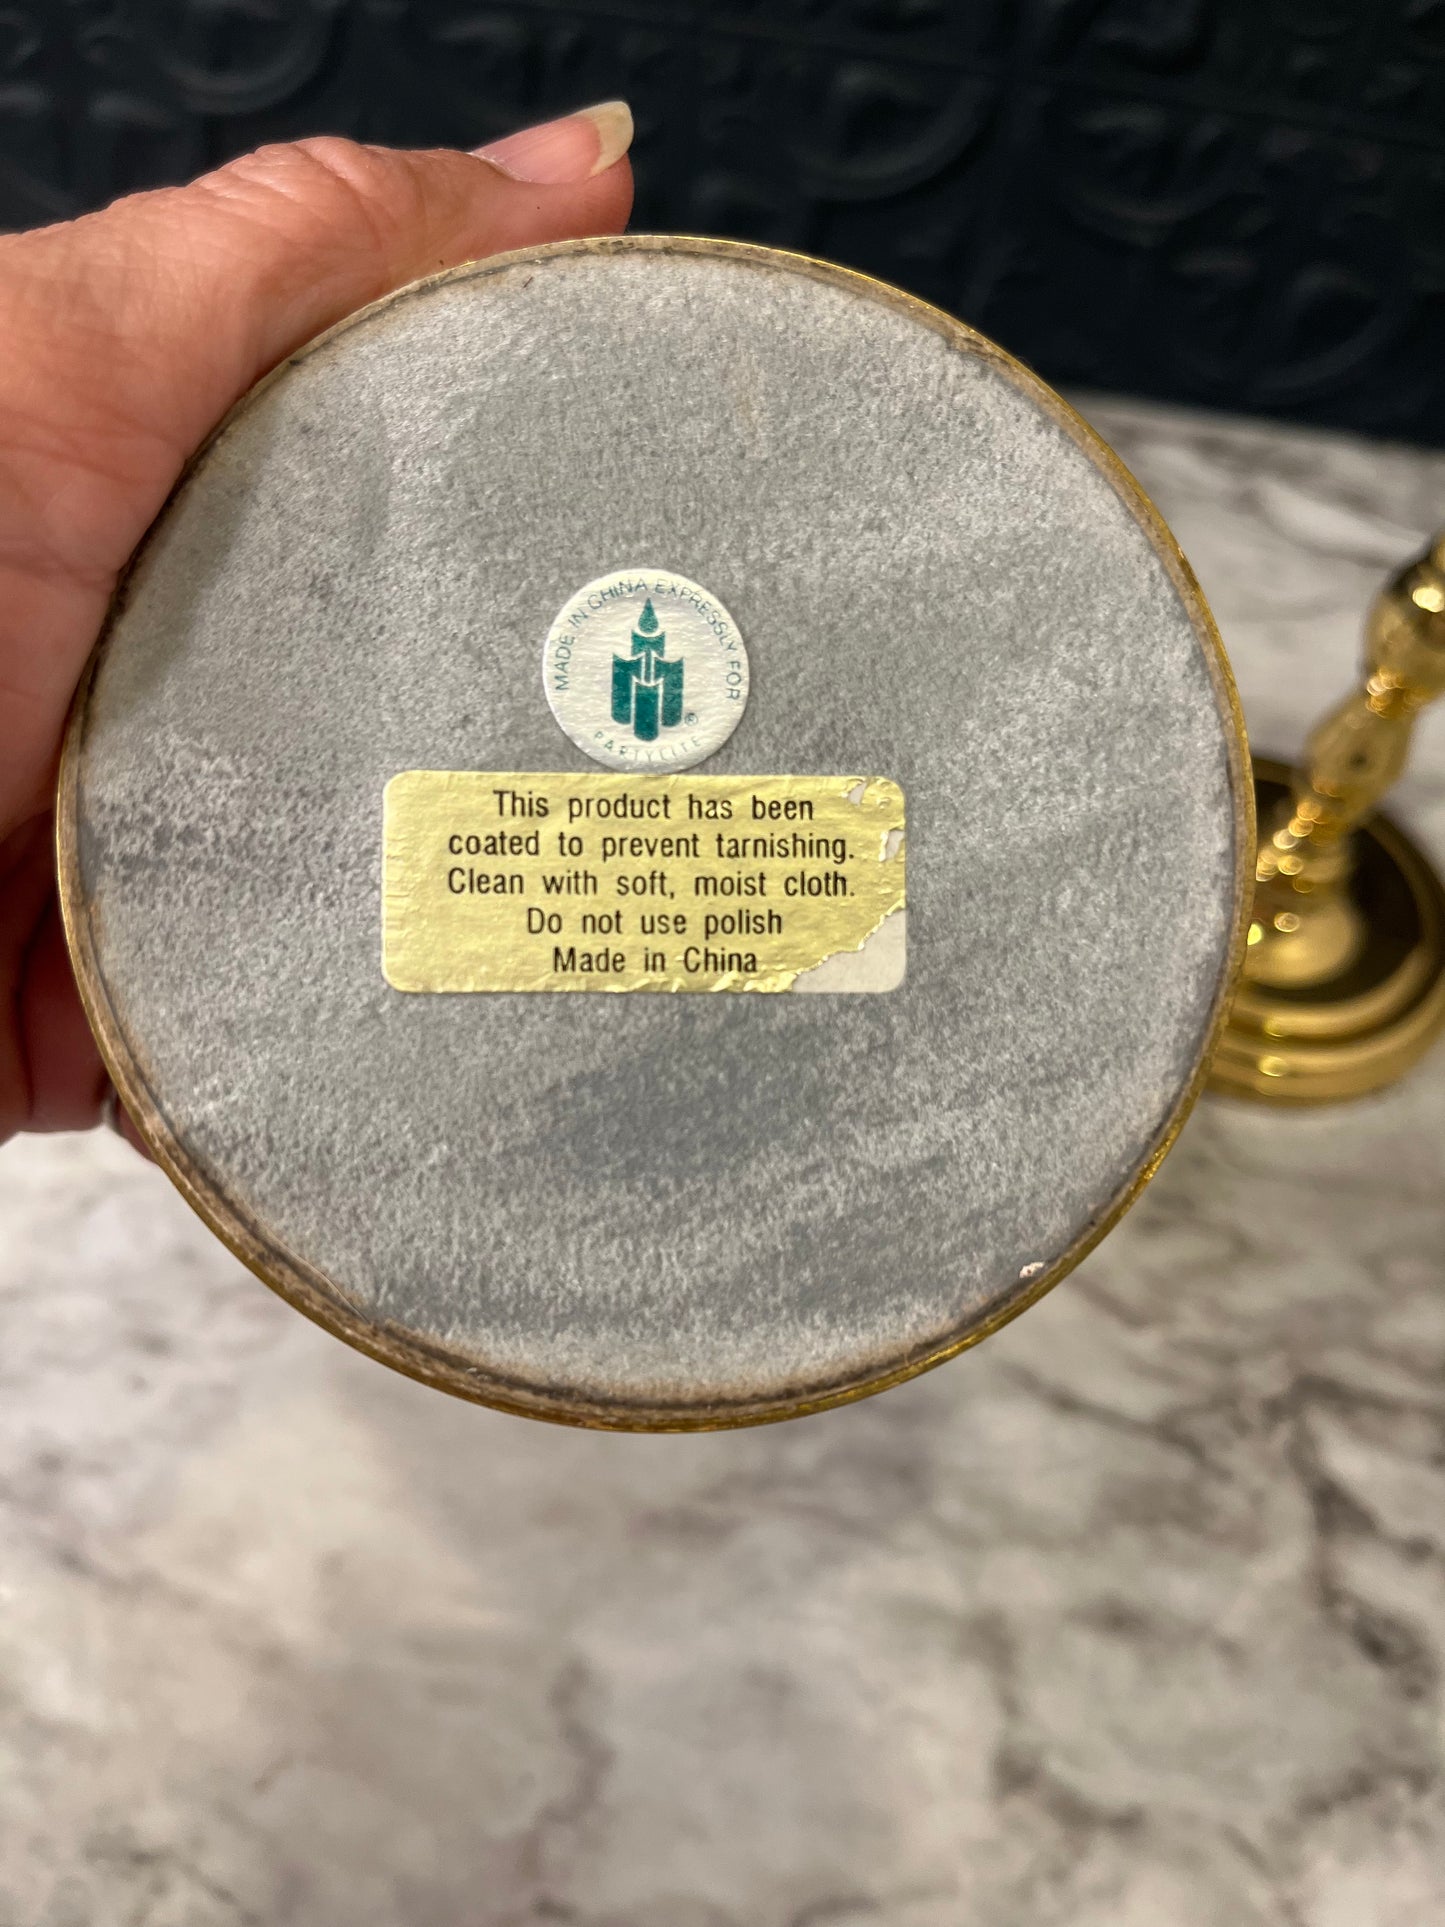 MADE IN CHINA EXPRESSLY FOR
®
PARTYLITE
This product has been
coated to prevent tarnishing.
Clean with soft, moist cloth.
Do not use polish
Made in China